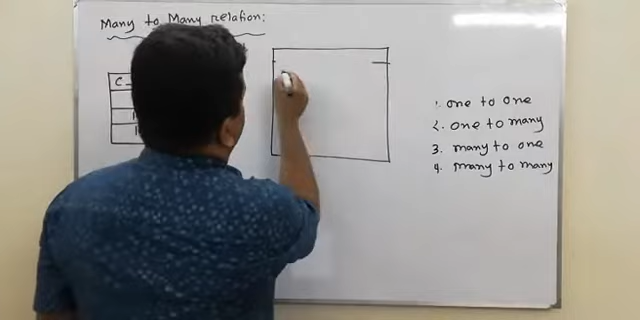 Many to Many relation:
1. one to one
2. one to many
3. many to one
4. many to many